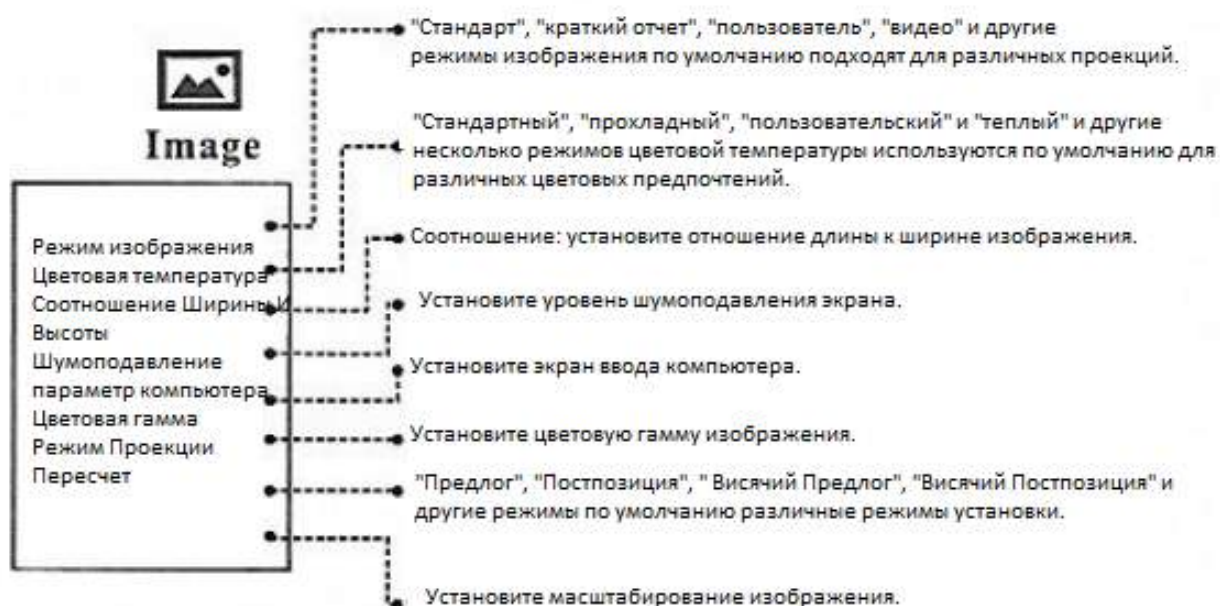 "Стандарт", "краткий отчет", "пользователь", "видео" и другие
режимы изображения по умолчанию подходят для различных проекций.
Image
"Стандартный", "прохладный", "пользовательский" и "теплый" и другие
несколько режимов цветовой температуры используются по умолчанию для
различных цветовых предпочтений.
Режим изображения
Цветовая температура
Соотношение Ширины И
Высоты
Шумоподавление
параметр компьютера
Цветовая гамма
Режим Проекции
Пересчет
Соотношение: установите отношение длины к ширине изображения.
Установите уровень шумоподавления экрана.
Установите экран ввода компьютера.
Установите цветовую гамму изображения.
"Предлог", "Постпозиция", " Висячий Предлог", "Висячий Постпозиция" и
другие режимы по умолчанию различные режимы установки.
Установите масштабирование изображения.